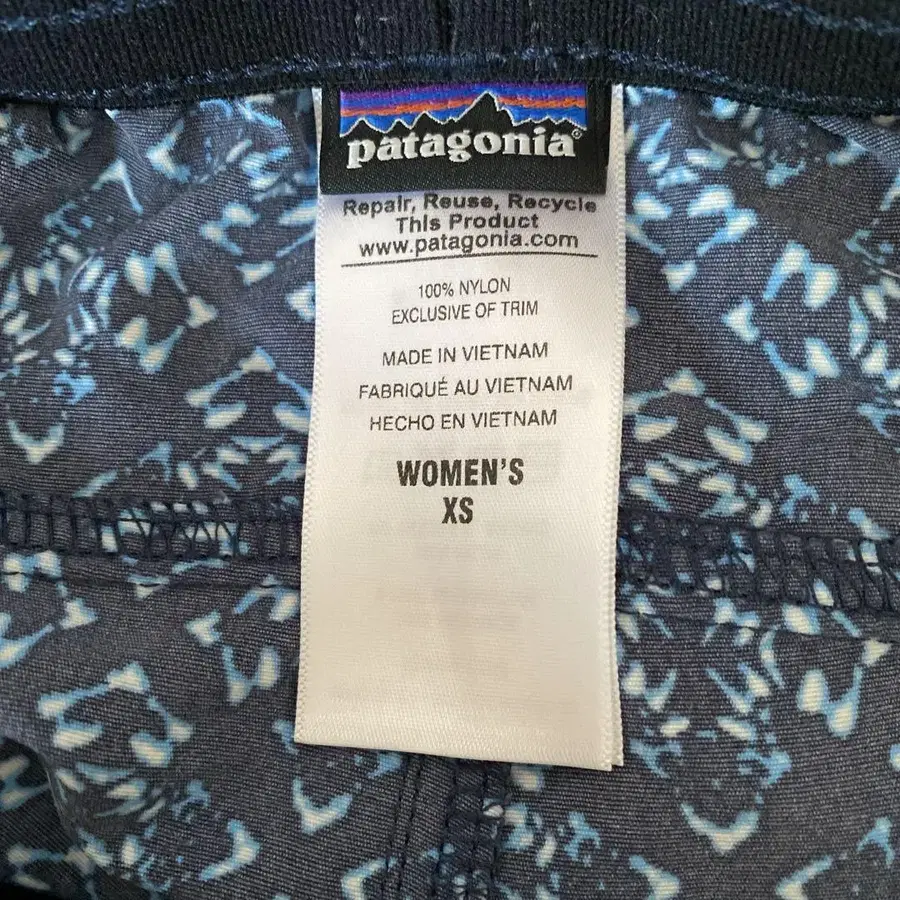 patagonia®
Repair, Reuse, Recycle
This Product
www.patagonia.com
100% NYLON
EXCLUSIVE OF TRIM
MADE IN VIETNAM
FABRIQUÉ AU VIETNAM
HECHO EN VIETNAM
WOMEN'S
XS